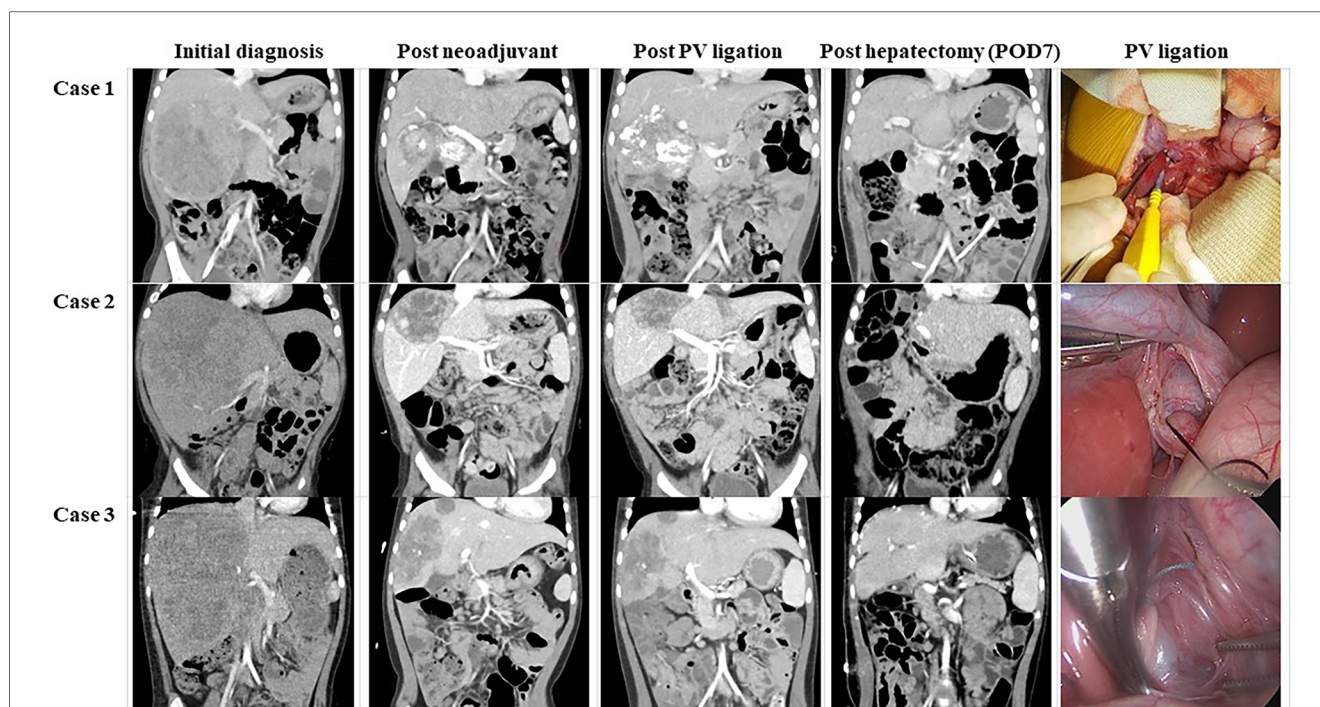 Initial diagnosis Post neoadjuvant Post PV ligation Post hepatectomy (POD7) PV ligation
Case 1
Case 2
Case 3